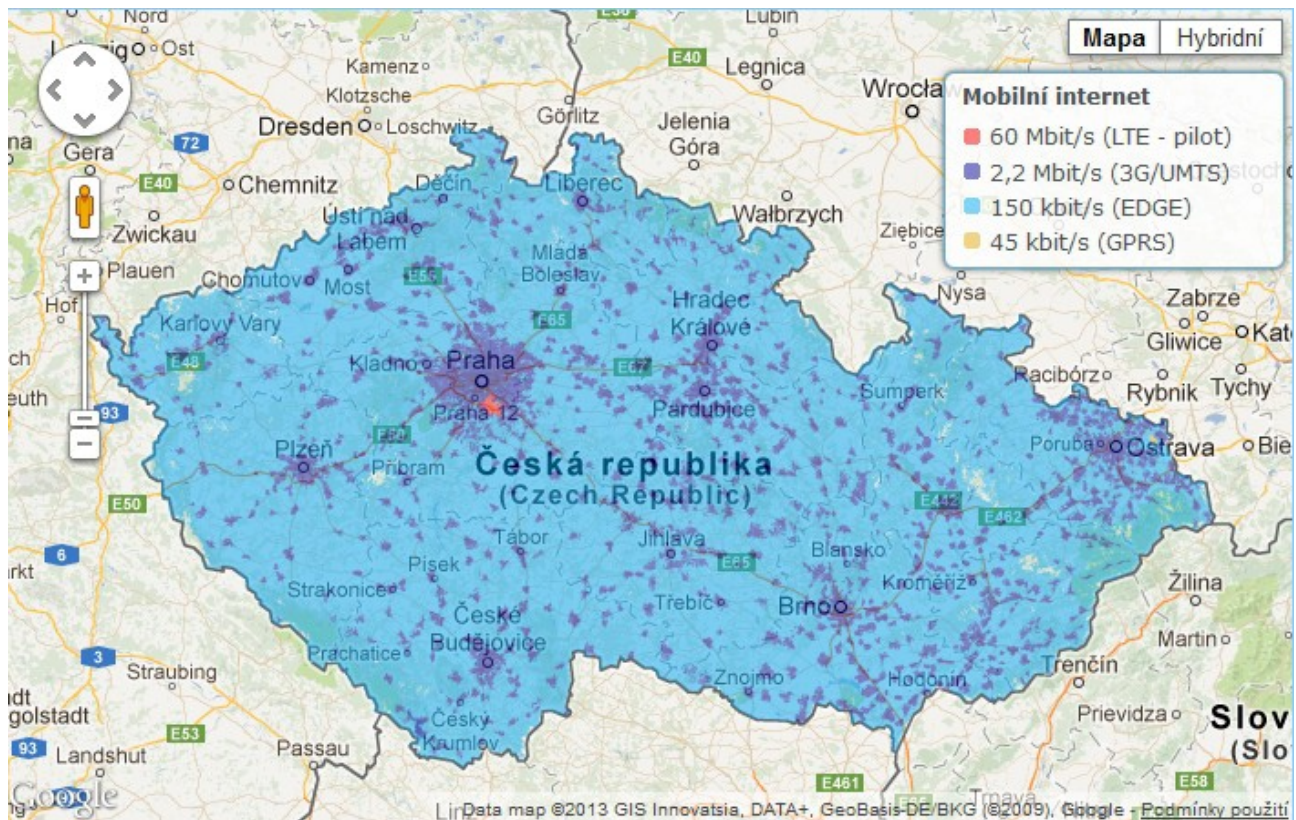 Nord
Lubin
Mapa
Hybridní
Ost
Kamenz
E40
Legnica
Wrocła
Mobilní internet
60 Mbit/s (LTE - pilot)
2,2 Mbit/s (3G/UMTS)
150 kbit/s (EDGE)
45 kbit/s (GPRS)
Klotzsche
Görlitz
Dresden
Loschwitz
Jelenia
Góra
72
Gera
E40
Chemnitz
Děčín
Liberec
Wałbrzych
Ústí nad
Labem
Zwickau
Ziębice
Mladá
Boleslav
Plauen
Chomutov
Most
E55
Nysa
Hof
Hradec
Králové
Zabrze
Karlovy Vary
E65
Gliwice
Kat
E48
Kladno
Praha
E67
Racibórz
Rybnik
Tychy
Šumperk
93
Praha 12
Pardubice
E50
Plzeň
Poruba
Ostrava
Bie
Příbram
Česká republika
(Czech Republic)
E50
E442
E462
6
Tábor
Jihlava
Blansko
E65
Písek
Strakonice
Třebíč
Kroměříž
Žilina
Brno
České
Budějovice
Martin
3
Prachatice
Straubing
Trenčín
Znojmo
Hodonín
golstadt
Český
Krumlov
Prievidza
Slov
(Slo
E53
93
Landshut
Passau
E461
E58
Google
Data map ©2013 GIS Innovatsia, DATA+, GeoBasis-DE/BKG (©2009), Google - Podmínky použití